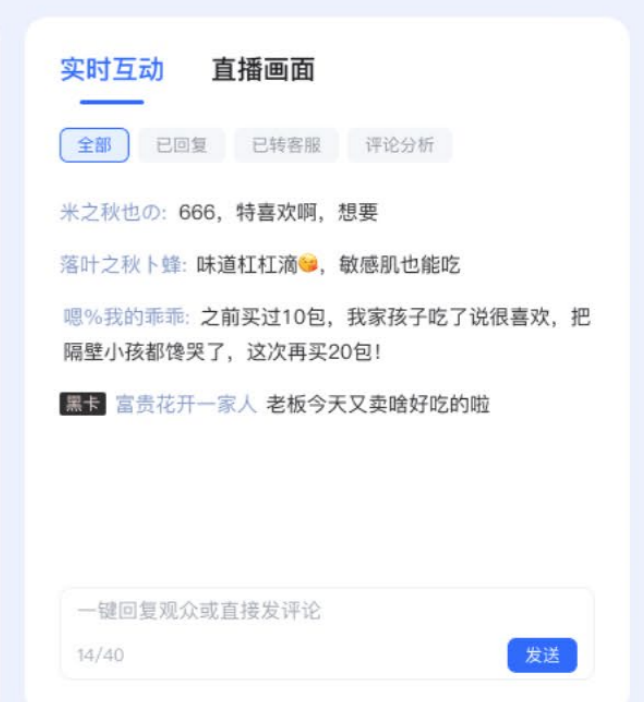 实时互动 直播画面
全部 已回复 已转客服 评论分析
米之秋也の: 666，特喜欢啊，想要
落叶之秋卜蜂: 味道杠杠滴😘，敏感肌也能吃
嗯%我的乖乖: 之前买过10包，我家孩子吃了说很喜欢，把
隔壁小孩都馋哭了，这次再买20包!
黑卡 富贵花开一家人 老板今天又卖啥好吃的啦
一键回复观众或直接发评论
14/40 发送